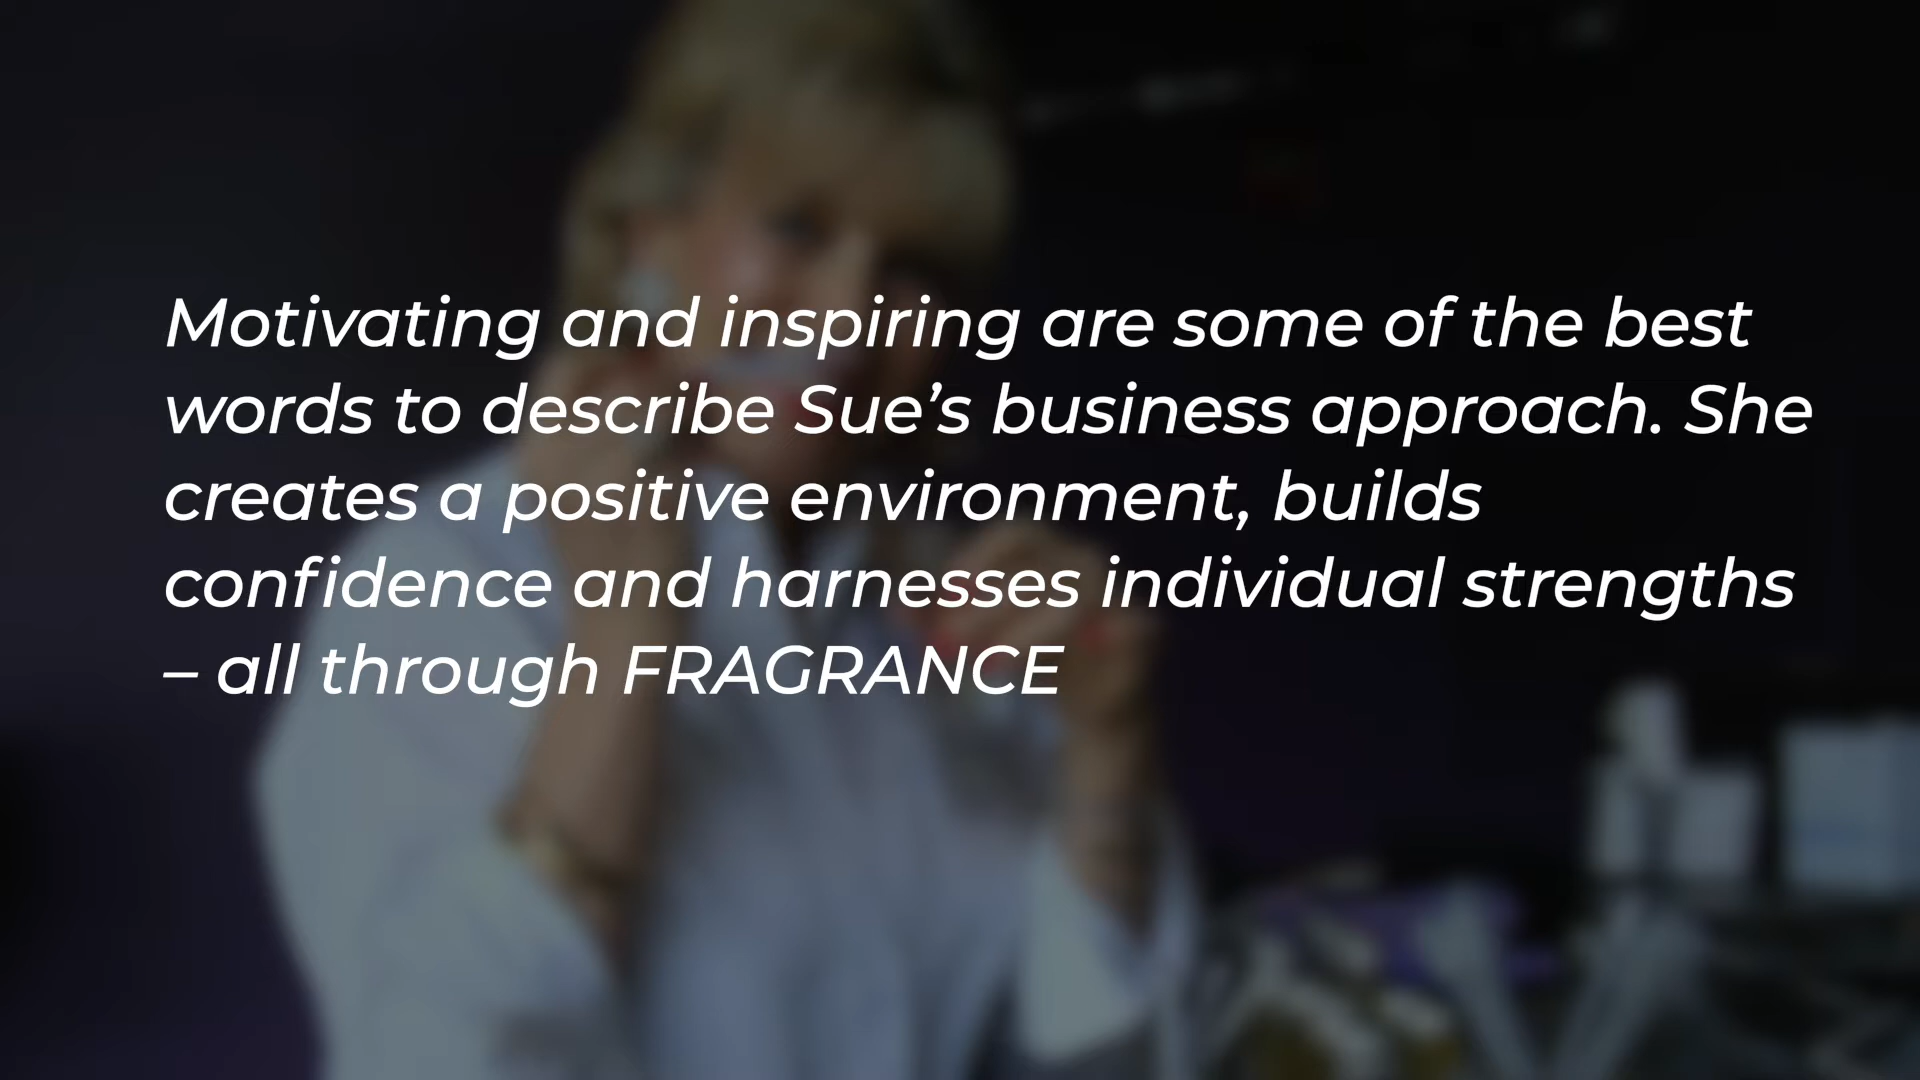 Motivating and inspiring are some of the best
words to describe Sue’s business approach. She
creates a positive environment, builds
confidence and harnesses individual strengths
– all through FRAGRANCE